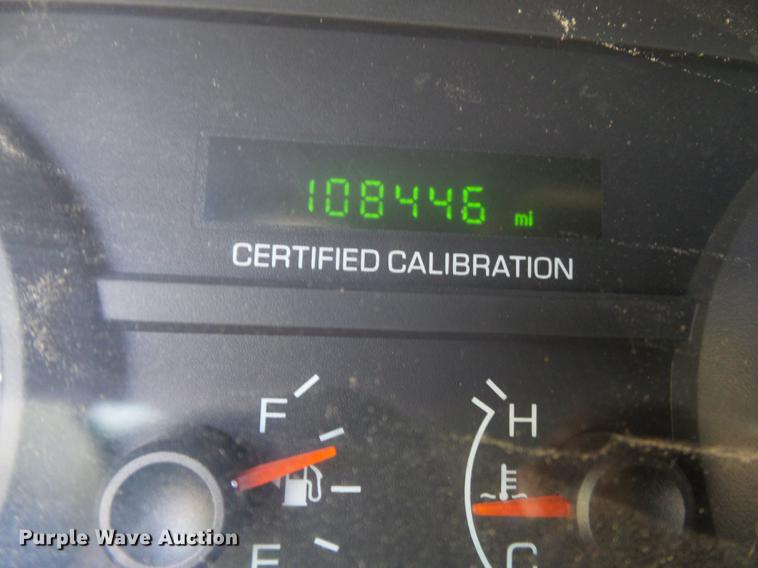 108446 mi
CERTIFIED CALIBRATION
F H
E C
Purple Wave Auction